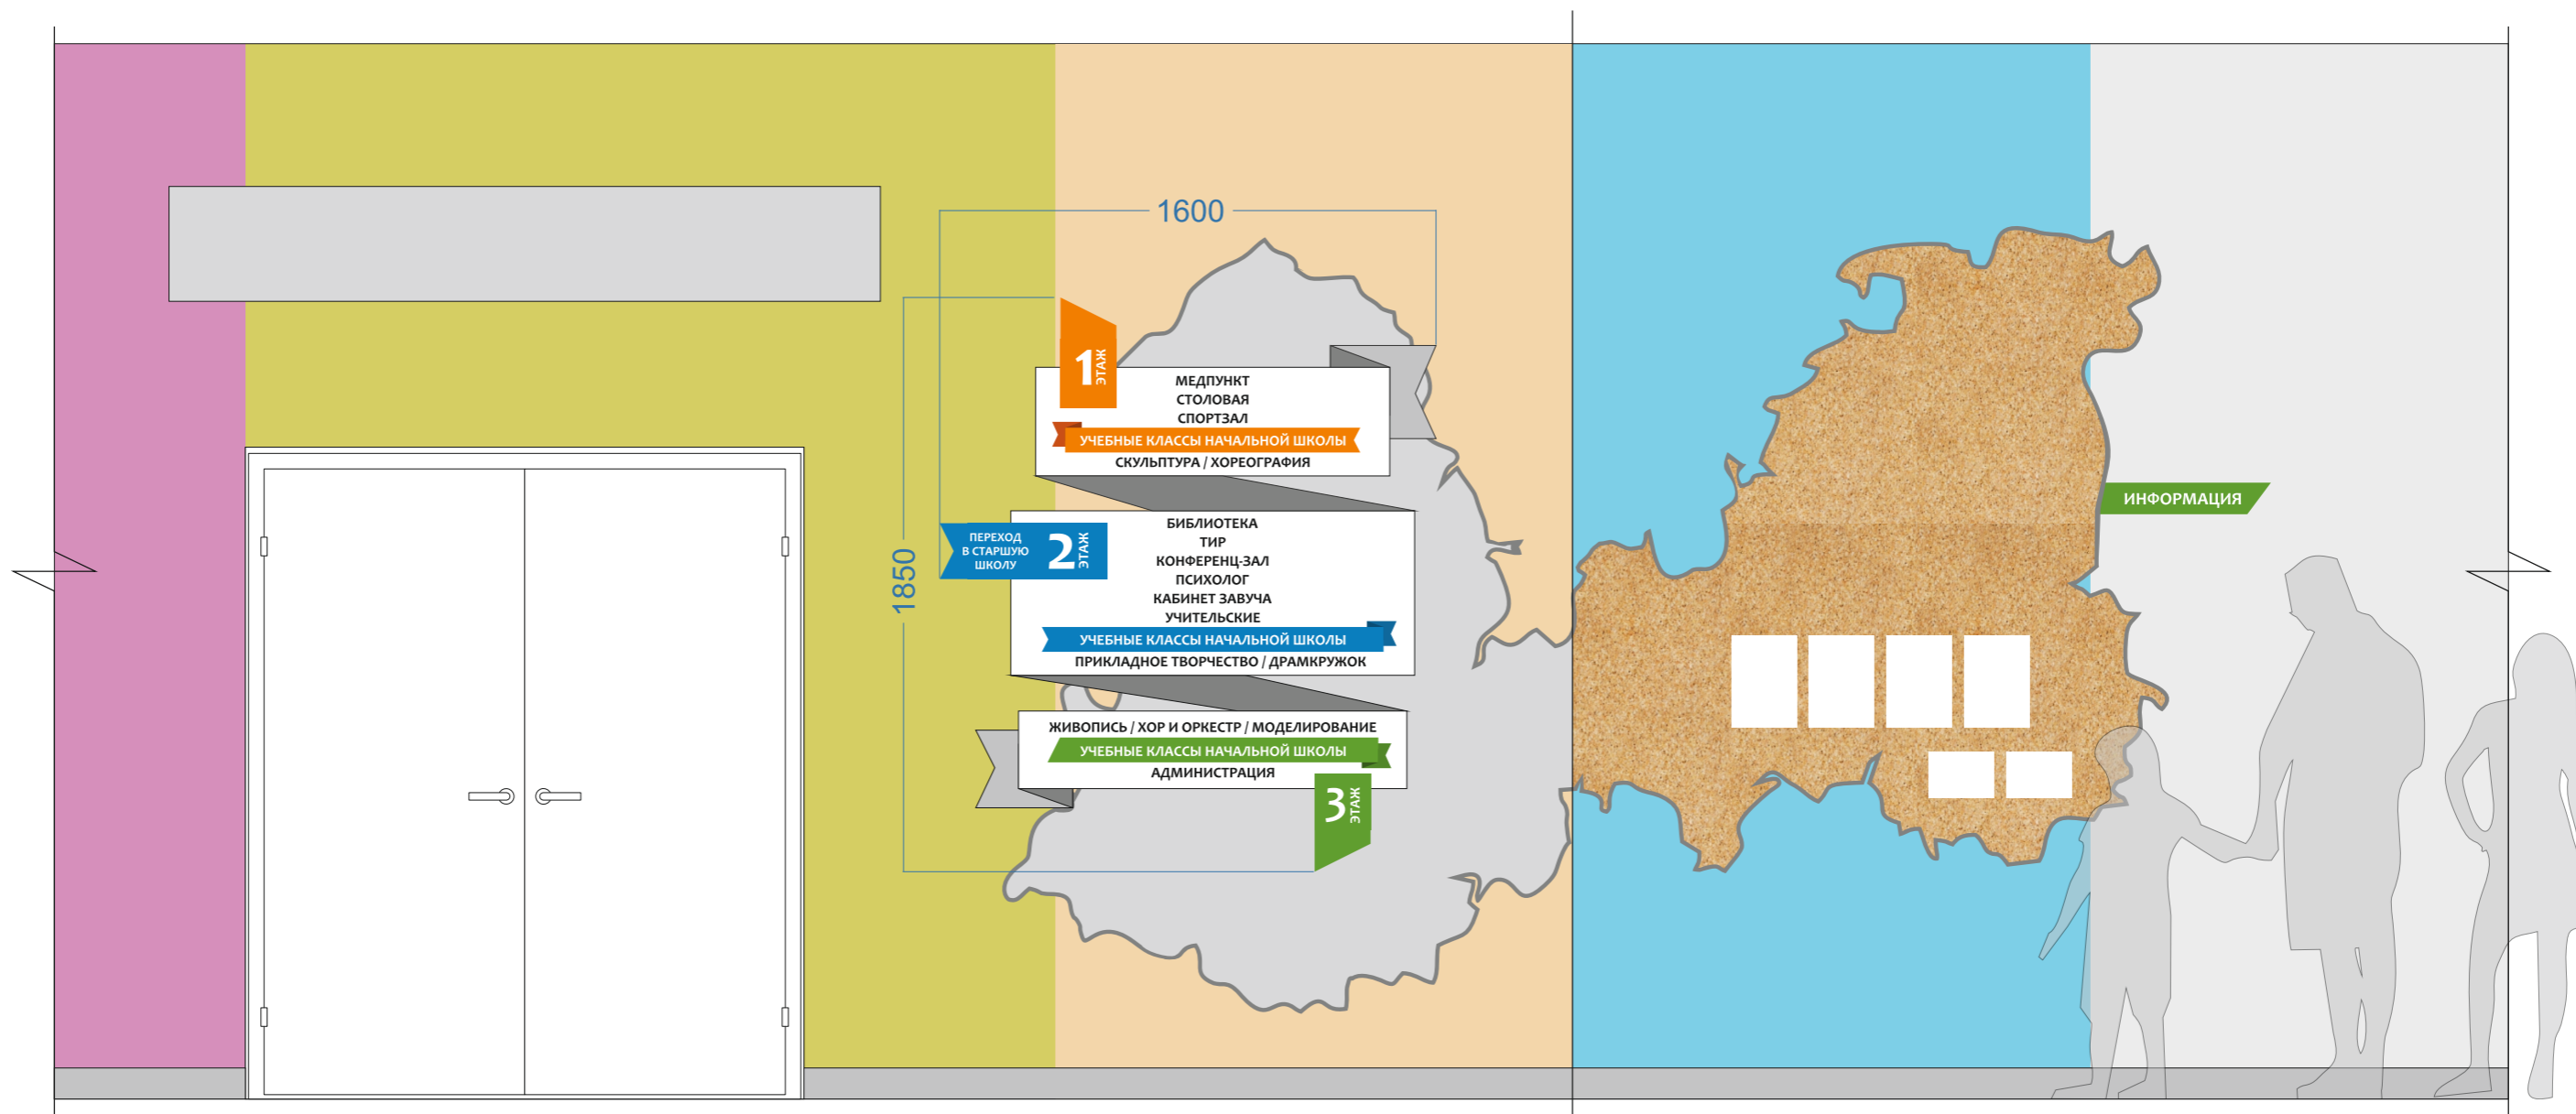 1600
1850
1
ЭТАЖ
МЕДПУНКТ
СТОЛОВАЯ
СПОРТЗАЛ
УЧЕБНЫЕ КЛАССЫ НАЧАЛЬНОЙ ШКОЛЫ
СКУЛЬПТУРА / ХОРЕОГРАФИЯ
ПЕРЕХОД
В СТАРШУЮ
ШКОЛУ
2
ЭТАЖ
БИБЛИОТЕКА
ТИР
КОНФЕРЕНЦ-ЗАЛ
ПСИХОЛОГ
КАБИНЕТ ЗАВУЧА
УЧИТЕЛЬСКИЕ
УЧЕБНЫЕ КЛАССЫ НАЧАЛЬНОЙ ШКОЛЫ
ПРИКЛАДНОЕ ТВОРЧЕСТВО / ДРАМКРУЖОК
ЖИВОПИСЬ / ХОР И ОРКЕСТР / МОДЕЛИРОВАНИЕ
УЧЕБНЫЕ КЛАССЫ НАЧАЛЬНОЙ ШКОЛЫ
АДМИНИСТРАЦИЯ
3
ЭТАЖ
ИНФОРМАЦИЯ